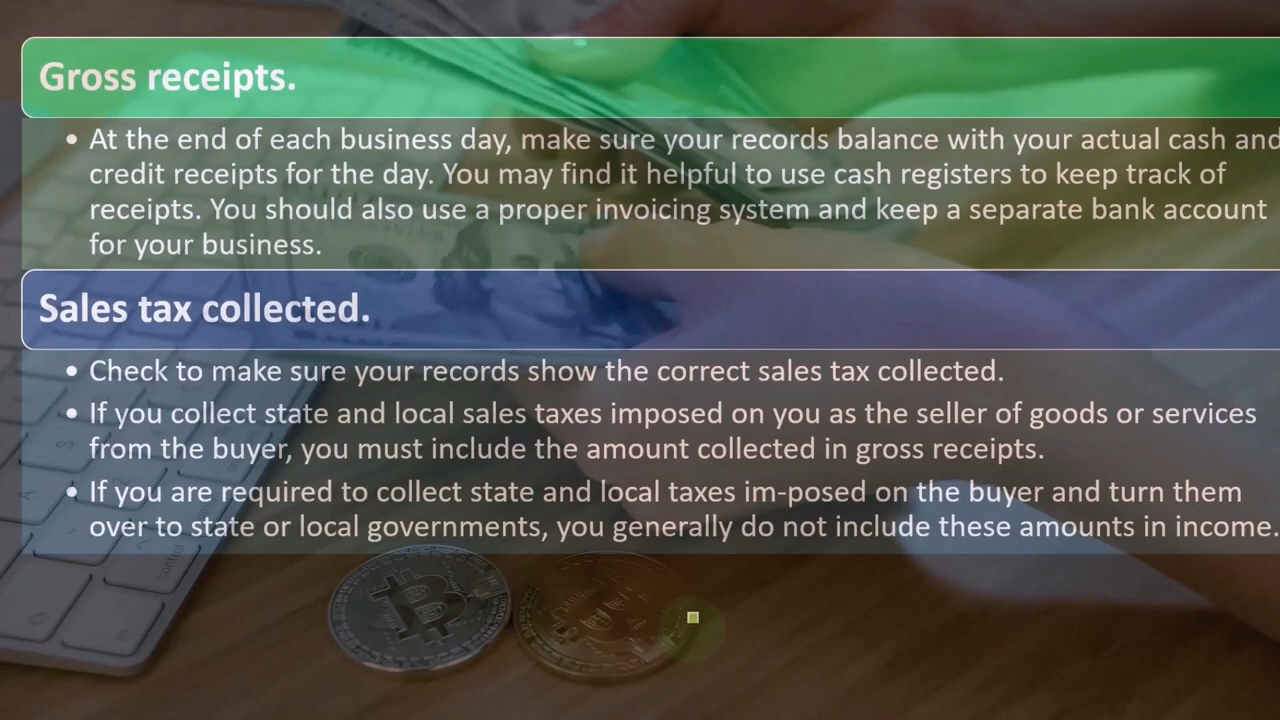 Gross receipts.
• At the end of each business day, make sure your records balance with your actual cash and
credit receipts for the day. You may find it helpful to use cash registers to keep track of
receipts. You should also use a proper invoicing system and keep a separate bank account
for your business.
Sales tax collected.
• Check to make sure your records show the correct sales tax collected.
• If you collect state and local sales taxes imposed on you as the seller of goods or services
from the buyer, you must include the amount collected in gross receipts.
• If you are required to collect state and local taxes im-posed on the buyer and turn them
over to state or local governments, you generally do not include these amounts in income.